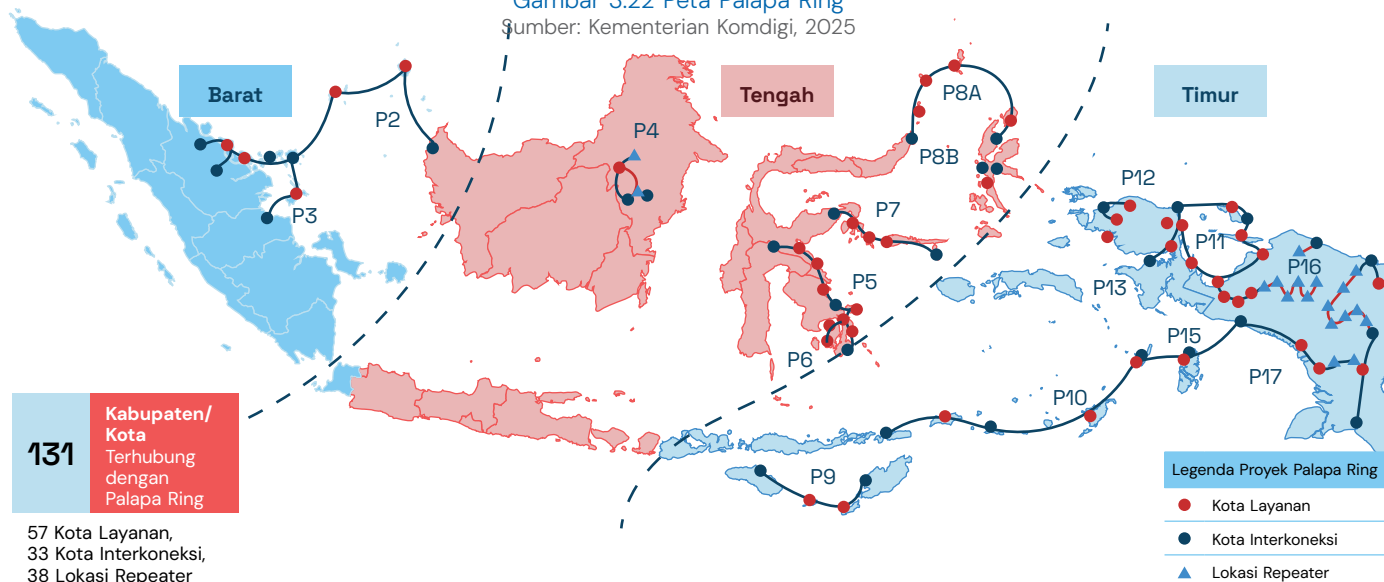 Gambar 3.22 Peta Palapa Ring
Sumber: Kementerian Komdigi, 2025
Barat
Tengah
Timur
P2
P3
P4
P8A
P8B
P7
P5
P6
P12
P11
P13
P16
P15
P17
P10
P9
131
Kabupaten/
Kota
Terhubung
dengan
Palapa Ring
57 Kota Layanan,
33 Kota Interkoneksi,
38 Lokasi Repeater
Legenda Proyek Palapa Ring
Kota Layanan
Kota Interkoneksi
Lokasi Repeater